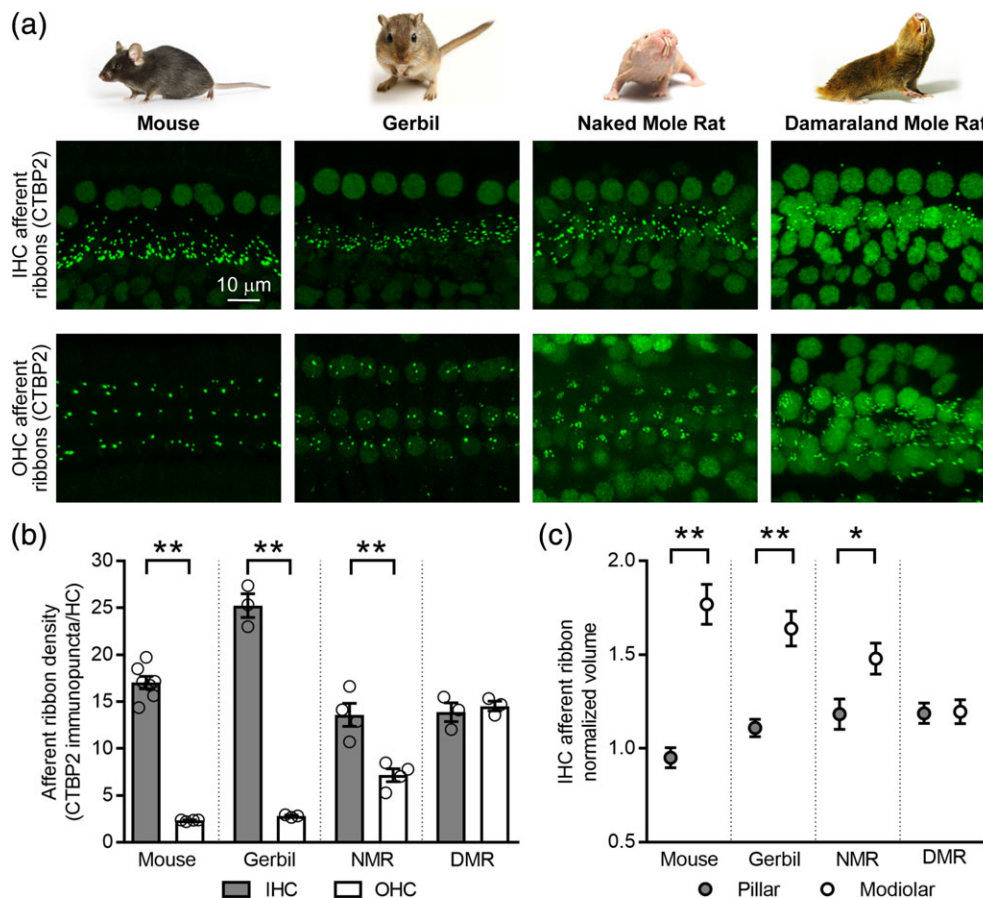 (a)
Mouse Gerbil Naked Mole Rat Damaraland Mole Rat
IHC afferent
ribbons (CTBP2)
10 μm
OHC afferent
ribbons (CTBP2)
(b)
Afferent ribbon density
(CTBP2 immunopuncta/HC)
30
25
20
15
10
5
0
** ** **
Mouse Gerbil NMR DMR
IHC OHC
(c)
IHC afferent ribbon
normalized volume
2.0
1.5
1.0
0.5
** ** *
Mouse Gerbil NMR DMR
Pillar Modiolar